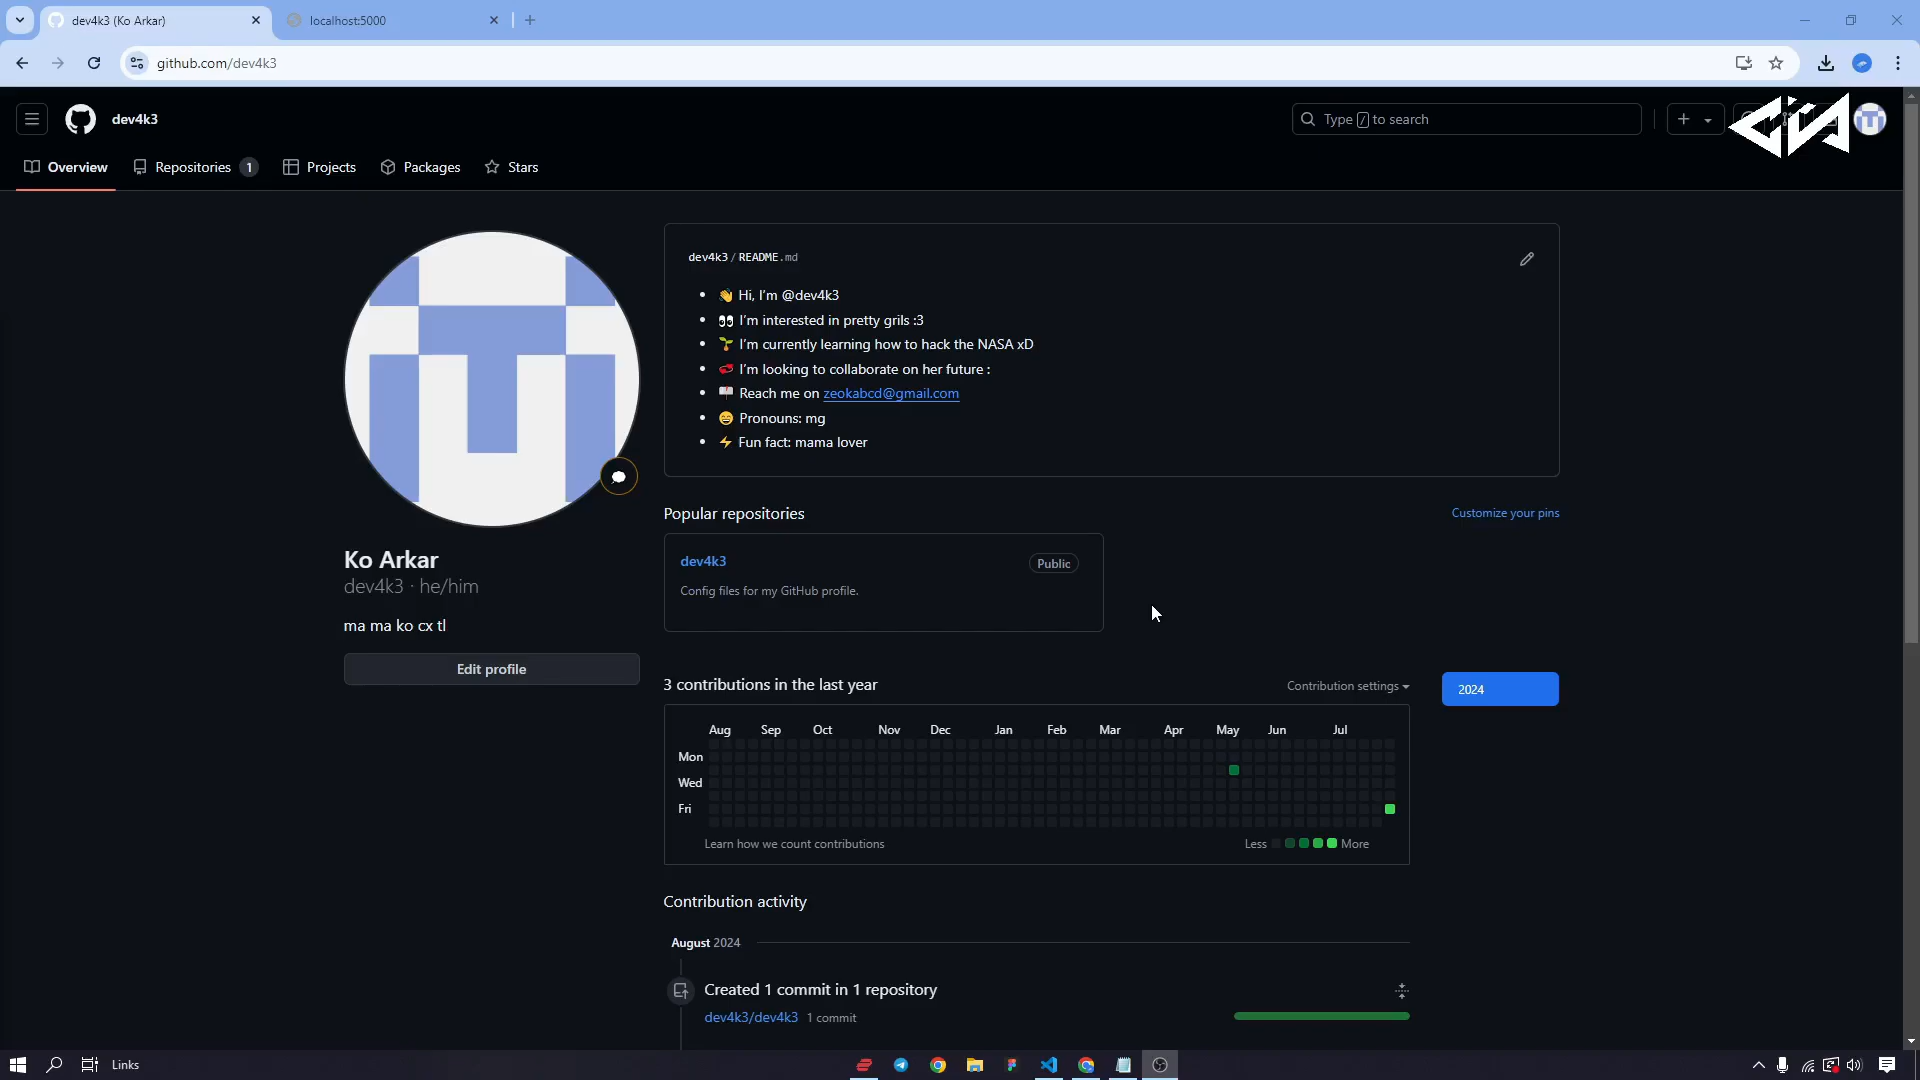 dev4k3 (Ko Arkar)
localhost:5000
github.com/dev4k3
dev4k3
Type / to search
Overview
Repositories 1
Projects
Packages
Stars
dev4k3 / README.md
👋 Hi, I'm @dev4k3
👀 I'm interested in pretty grils :3
🌱 I'm currently learning how to hack the NASA xD
💞 I'm looking to collaborate on her future :
📫 Reach me on zeokabcd@gmail.com
😄 Pronouns: mg
⚡ Fun fact: mama lover
Ko Arkar
dev4k3 · he/him
ma ma ko cx tl
Edit profile
Popular repositories
Customize your pins
dev4k3
Public
Config files for my GitHub profile.
3 contributions in the last year
Contribution settings
2024
Aug Sep Oct Nov Dec Jan Feb Mar Apr May Jun Jul
Mon
Wed
Fri
Learn how we count contributions
Less
More
Contribution activity
August 2024
Created 1 commit in 1 repository
dev4k3/dev4k3 1 commit
Links